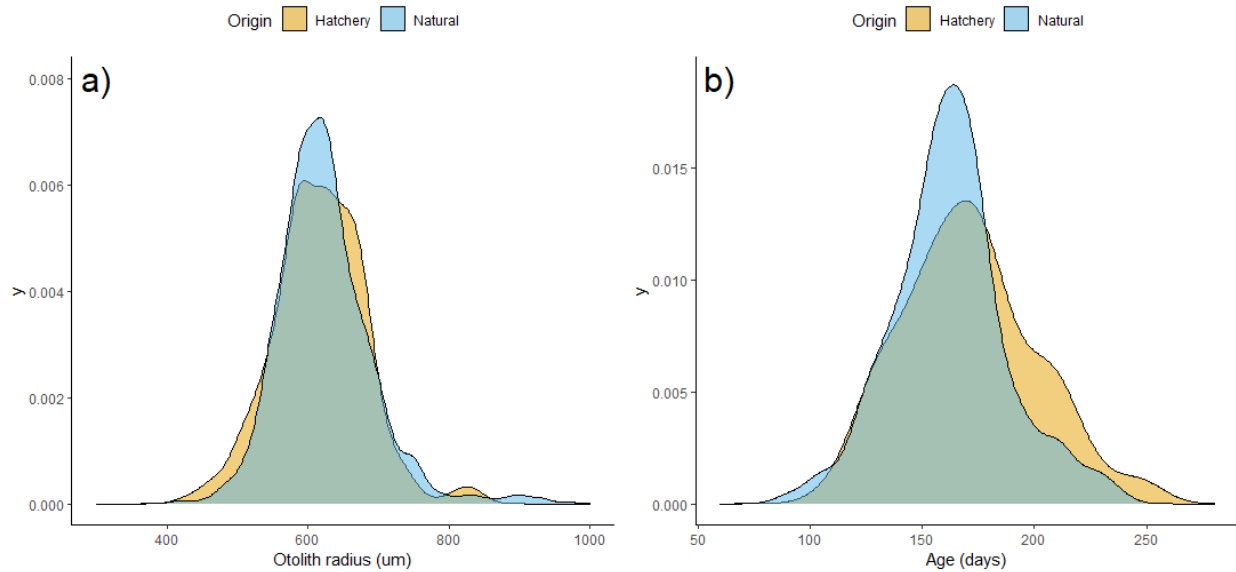 Origin Hatchery Natural
a)
0.008
0.006
0.004
0.002
0.000
y
400 600 800 1000
Otolith radius (um)
Origin Hatchery Natural
b)
0.015
0.010
0.005
0.000
y
50 100 150 200 250
Age (days)